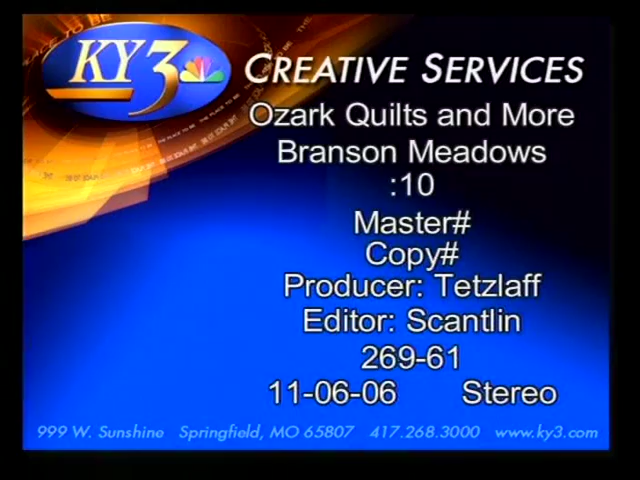 KY3
CREATIVE SERVICES
Ozark Quilts and More
Branson Meadows
:10
Master#
Copy#
Producer: Tetzlaff
Editor: Scantlin
269-61
11-06-06 Stereo
999 W. Sunshine Springfield, MO 65807 417.268.3000 www.ky3.com